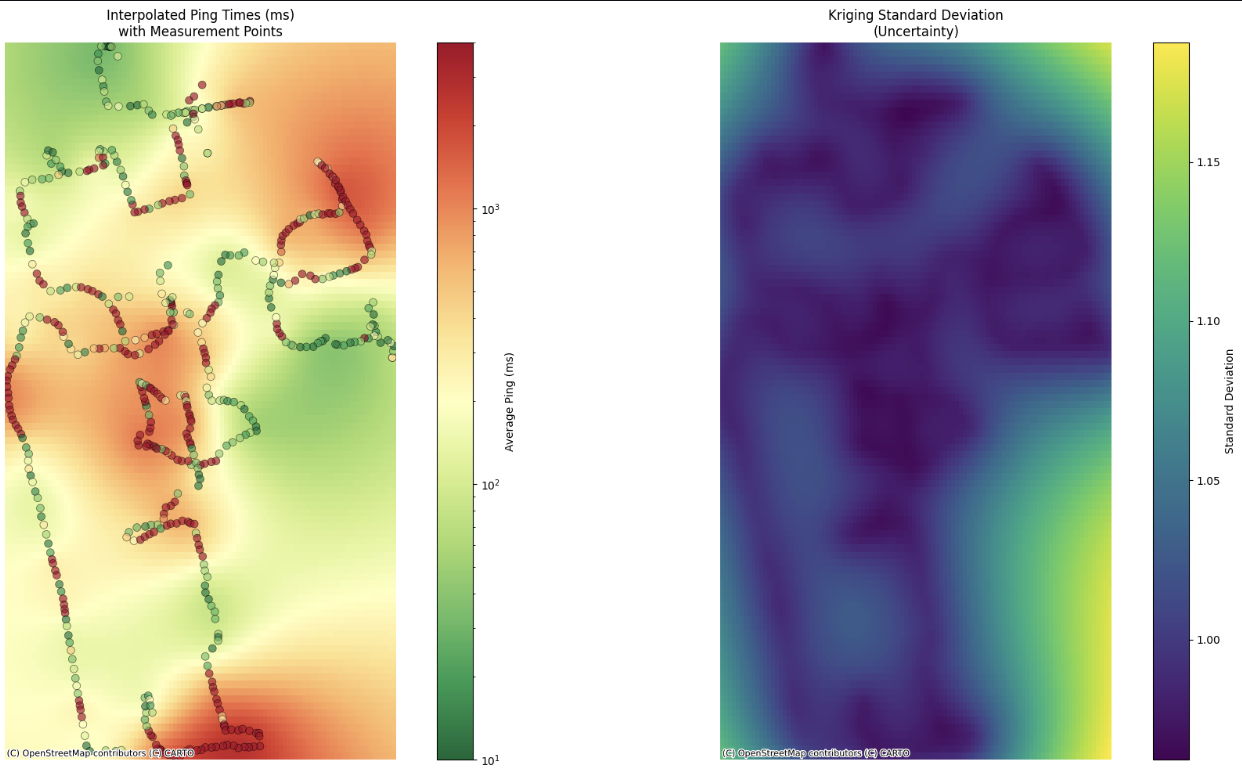 Interpolated Ping Times (ms)
with Measurement Points
10³
10²
10¹
Average Ping (ms)
(C) OpenStreetMap contributors (C) CARTO
Kriging Standard Deviation
(Uncertainty)
1.15
1.10
1.05
1.00
Standard Deviation
(C) OpenStreetMap contributors (C) CARTO